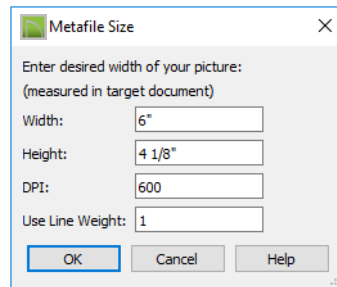 Metafile Size
Enter desired width of your picture:
(measured in target document)
Width: 6"
Height: 4 1/8"
DPI: 600
Use Line Weight: 1
OK Cancel Help